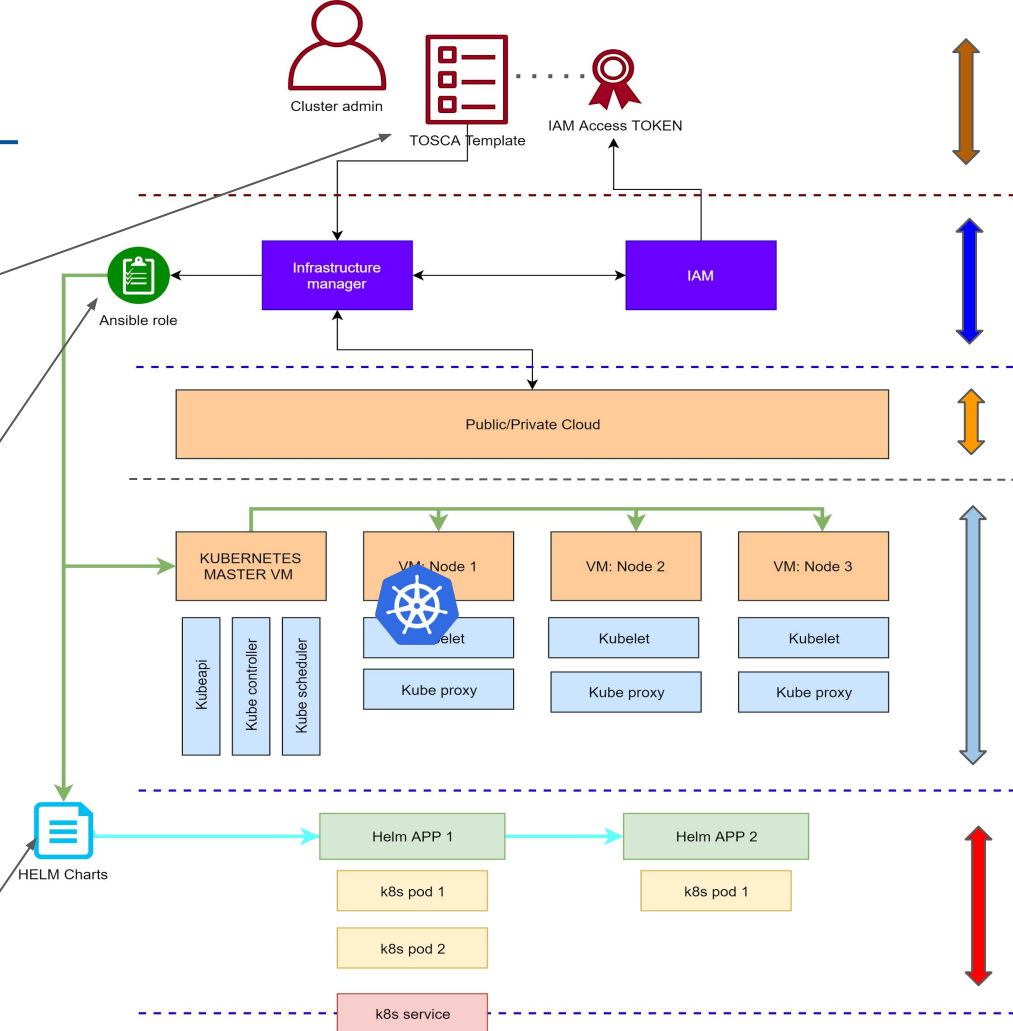 Cluster admin
TOSCA Template
IAM Access TOKEN
Infrastructure
manager
IAM
Ansible role
Public/Private Cloud
KUBERNETES
MASTER VM
VM: Node 1
VM: Node 2
VM: Node 3
Kubeapi
Kube controller
Kube scheduler
elet
Kubelet
Kubelet
Kube proxy
Kube proxy
Kube proxy
HELM Charts
Helm APP 1
Helm APP 2
k8s pod 1
k8s pod 1
k8s pod 2
k8s service